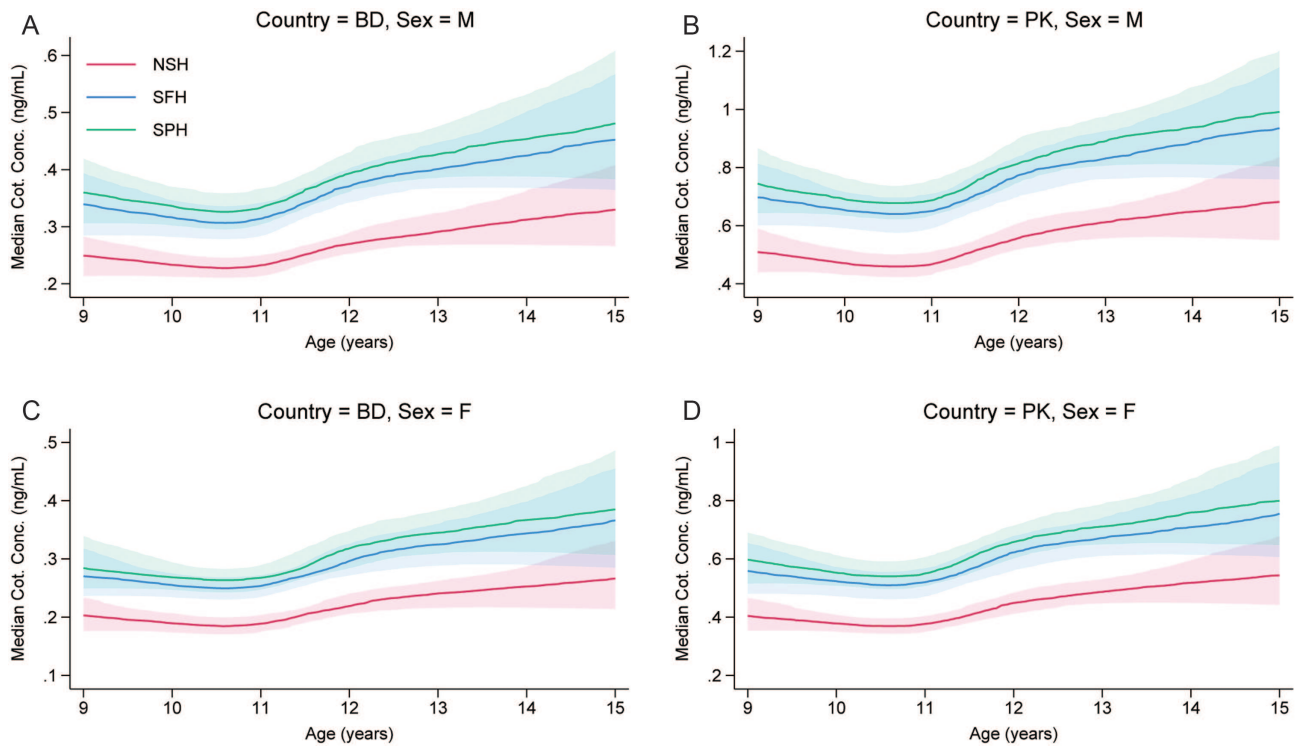 A
Country = BD, Sex = M
Median Cot. Conc. (ng/mL)
.6
.5
.4
.3
.2
NSH
SFH
SPH
9 10 11 12 13 14 15
Age (years)
B
Country = PK, Sex = M
Median Cot. Conc. (ng/mL)
1.2
1
.8
.6
.4
9 10 11 12 13 14 15
Age (years)
C
Country = BD, Sex = F
Median Cot. Conc. (ng/mL)
.5
.4
.3
.2
.1
9 10 11 12 13 14 15
Age (years)
D
Country = PK, Sex = F
Median Cot. Conc. (ng/mL)
1
.8
.6
.4
.2
9 10 11 12 13 14 15
Age (years)